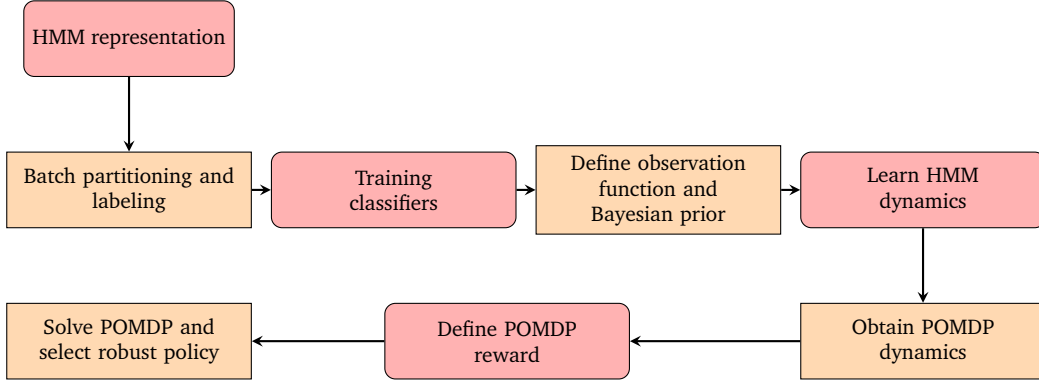 HMM representation
Batch partitioning and
labeling
Training
classifiers
Define observation
function and
Bayesian prior
Learn HMM
dynamics
Solve POMDP and
select robust policy
Define POMDP
reward
Obtain POMDP
dynamics